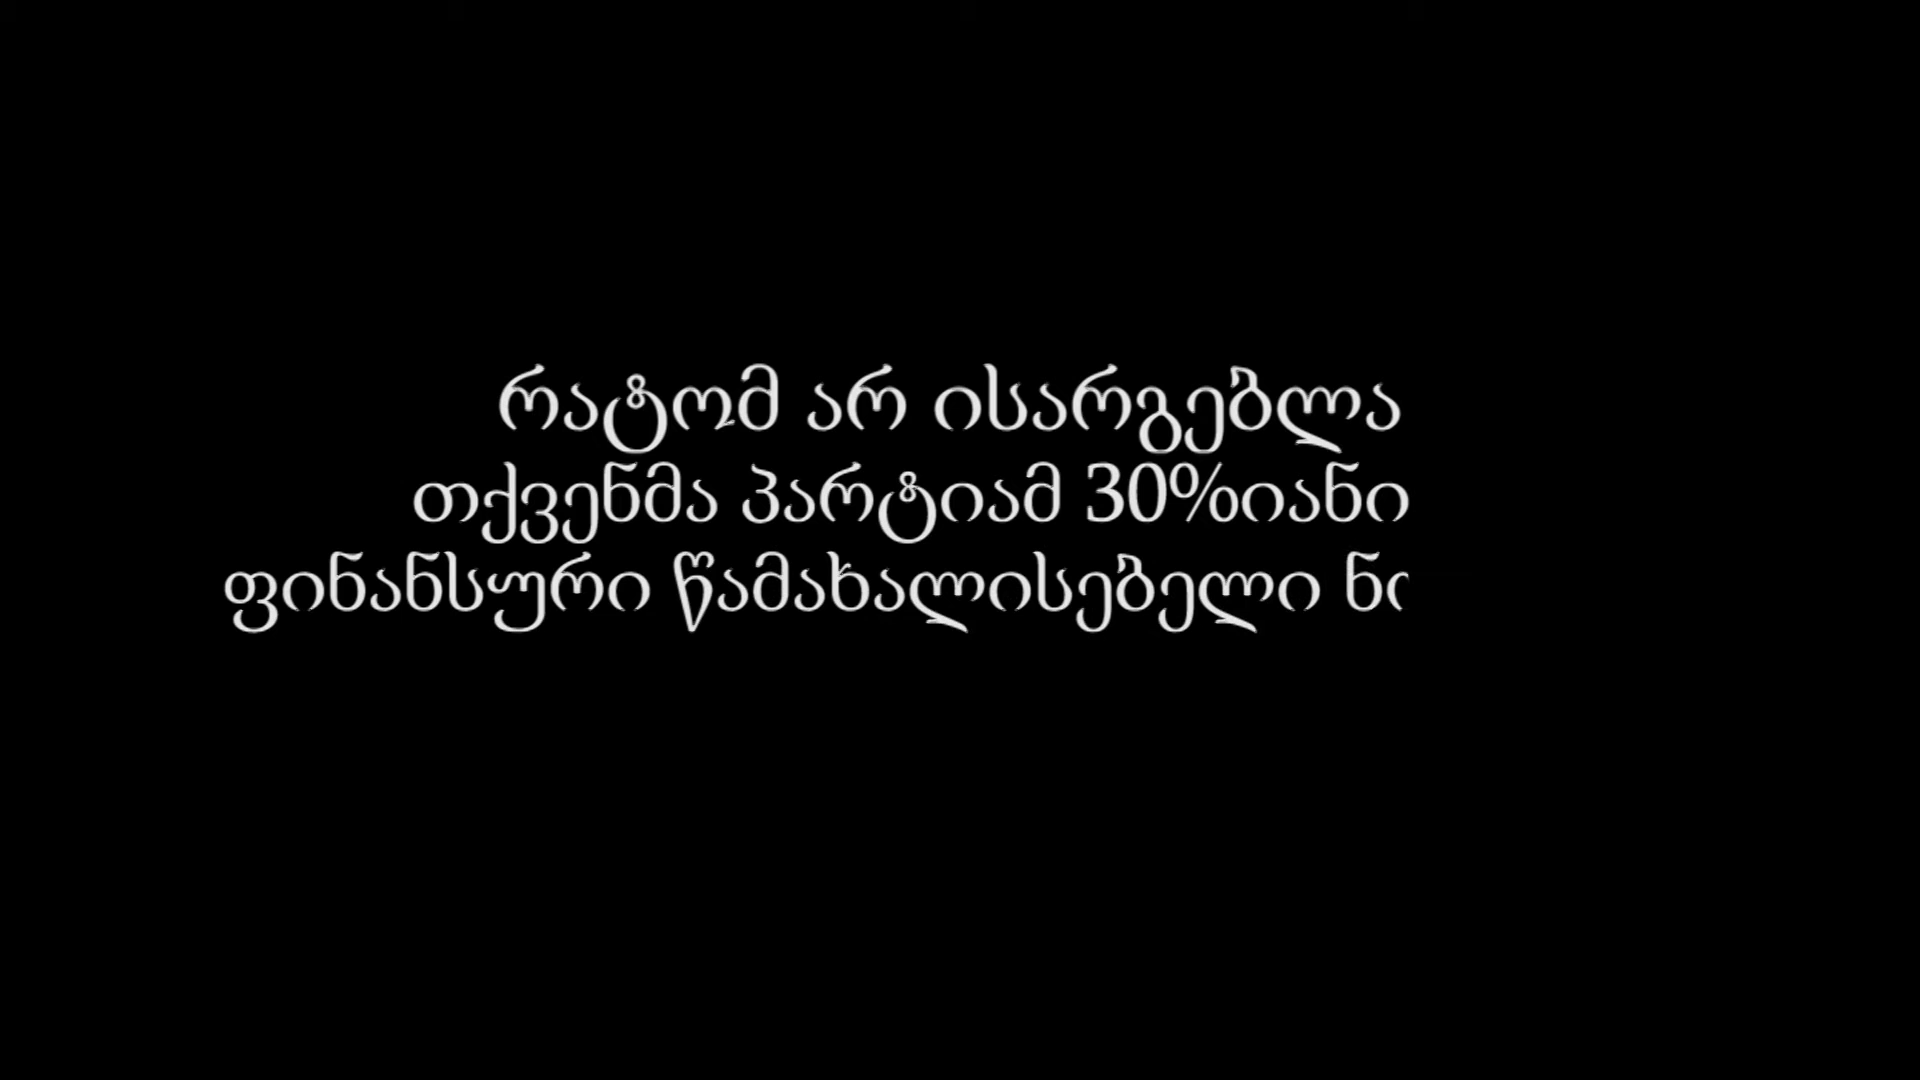 რატომ არ ისარგებლა
თქვენმა პარტიამ 30%იანი
ფინანსური წამახალისებელი